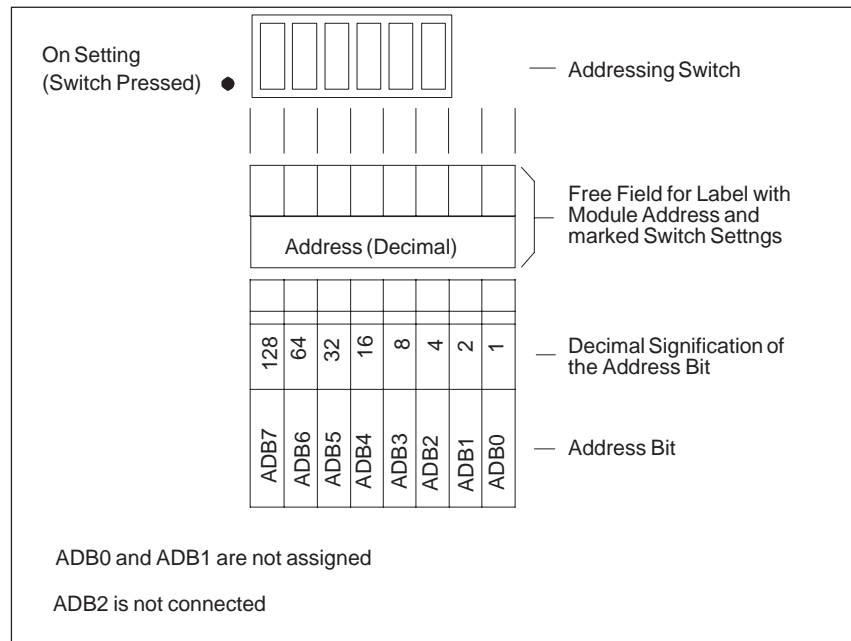 On Setting
(Switch Pressed)
Addressing Switch
Free Field for Label with
Module Address and
marked Switch Settngs
Address (Decimal)
128 64 32 16 8 4 2 1
Decimal Signification of
the Address Bit
ADB7 ADB6 ADB5 ADB4 ADB3 ADB2 ADB1 ADB0
Address Bit
ADB0 and ADB1 are not assigned
ADB2 is not connected